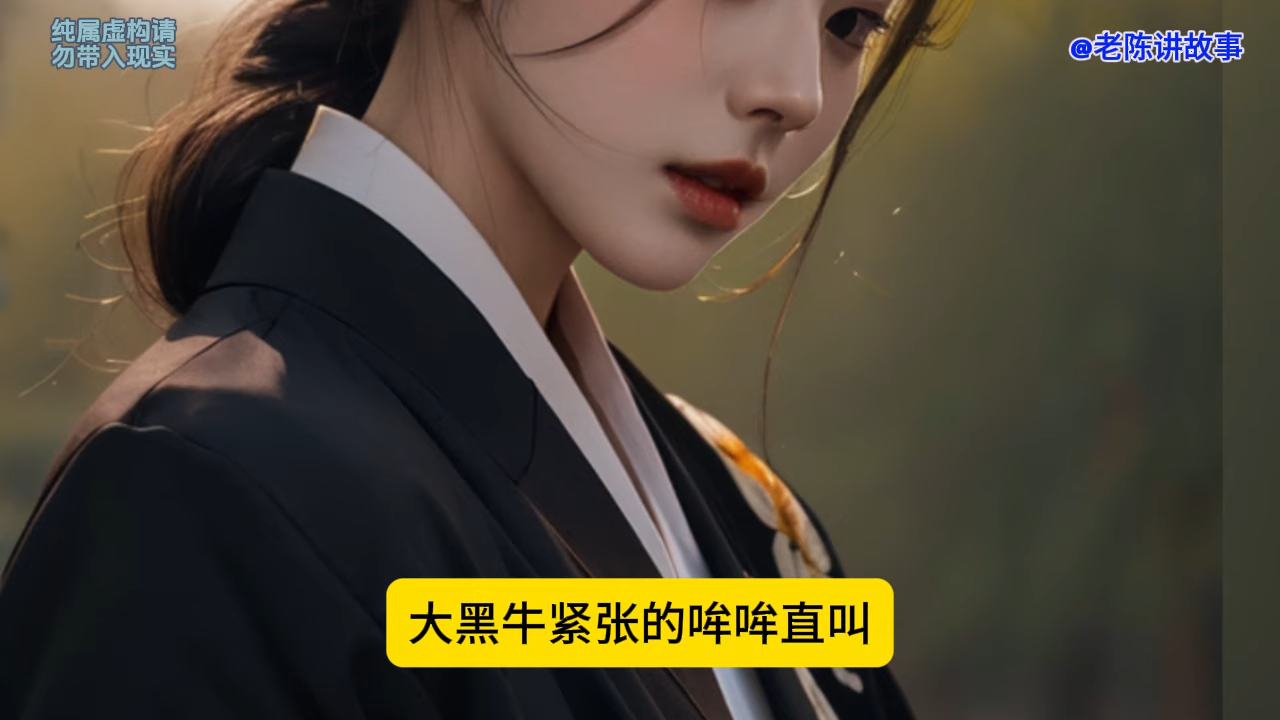 纯属虚构请
勿带入现实
@老陈讲故事
大黑牛紧张的哞哞直叫